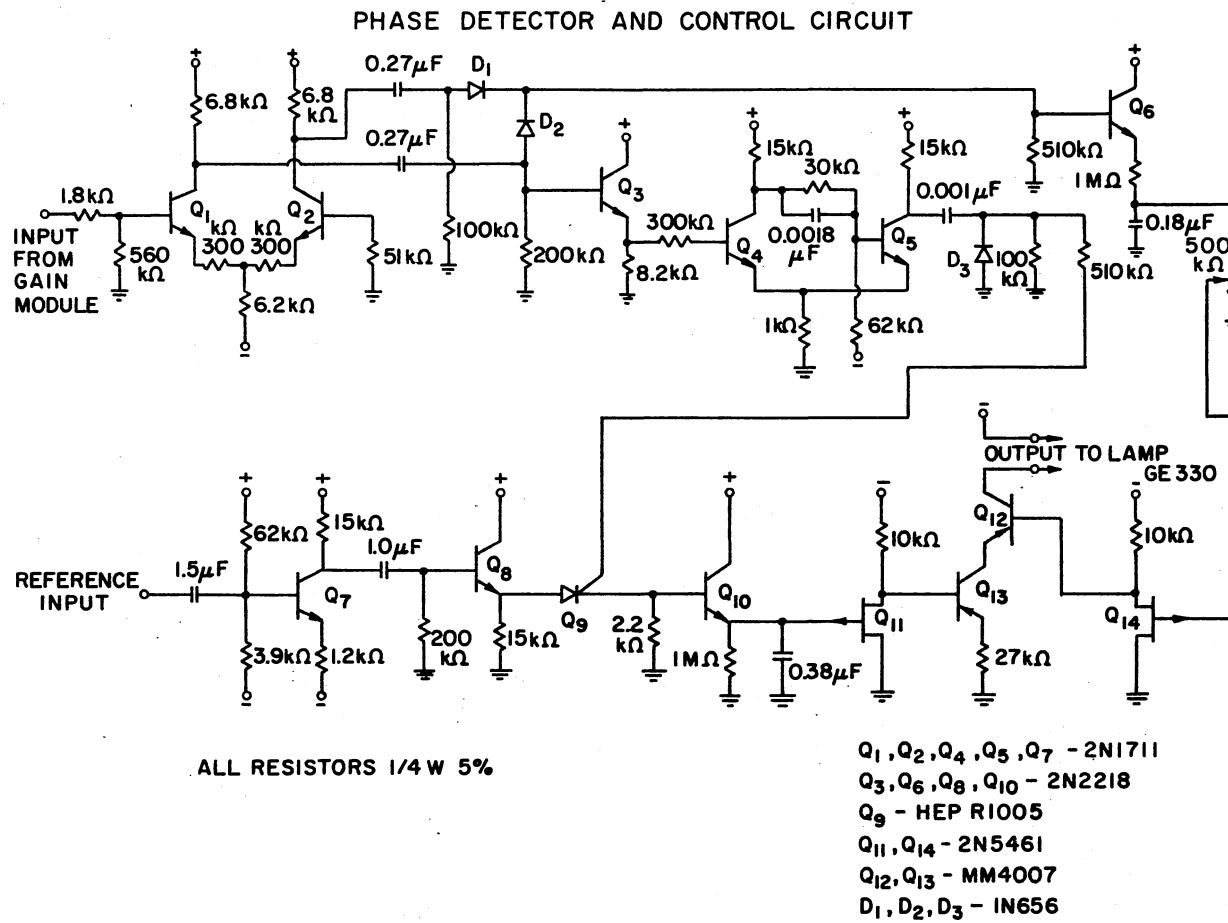 PHASE DETECTOR AND CONTROL CIRCUIT
+
+
0.27μF
D1
+
6.8kΩ
6.8
kΩ
Q6
D2
0.27μF
+
+
+
15kΩ
15kΩ
510kΩ
30kΩ
1MΩ
1.8kΩ
Q3
0.001
μF
Q1
kΩ
kΩ
Q2
300kΩ
0.18μF
INPUT
FROM
GAIN
MODULE
560
kΩ
300
300
51kΩ
100kΩ
200kΩ
8.2kΩ
Q4
0.0018
μF
Q5
D3
100
kΩ
510kΩ
500
kΩ
6.2kΩ
1kΩ
62kΩ
–
–
–
OUTPUT TO LAMP
GE 330
+
+
+
+
–
–
62kΩ
15kΩ
1.0μF
Q8
10kΩ
Q12
10kΩ
REFERENCE
INPUT
1.5μF
Q7
Q9
Q10
Q11
Q13
Q14
3.9kΩ
1.2kΩ
200
kΩ
15kΩ
2.2
kΩ
1MΩ
0.38μF
27kΩ
–
–
ALL RESISTORS 1/4 W 5%
Q1, Q2, Q4, Q5, Q7 - 2N1711
Q3, Q6, Q8, Q10 - 2N2218
Q9 - HEP R1005
Q11, Q14 - 2N5461
Q12, Q13 - MM4007
D1, D2, D3 - 1N656